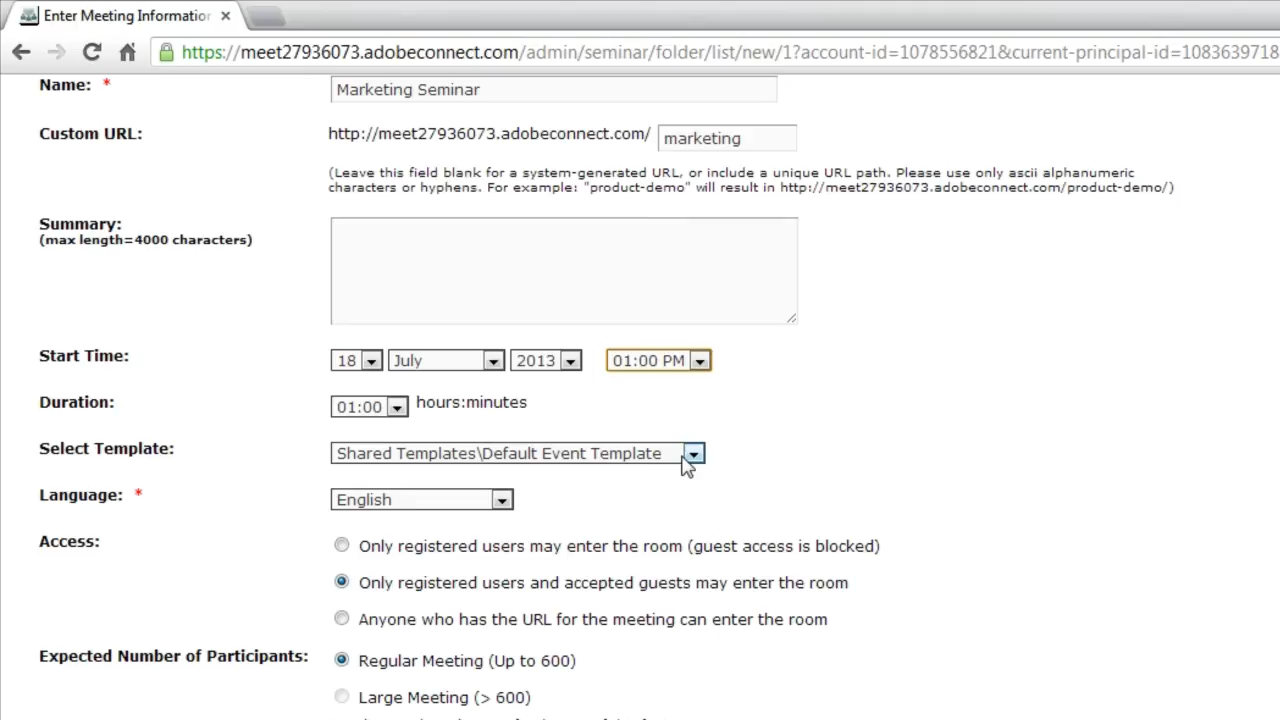 Enter Meeting Information
https://meet27936073.adobeconnect.com/admin/seminar/folder/list/new/1?account-id=1078556821&current-principal-id=1083639718
Name: *
Marketing Seminar
Custom URL:
http://meet27936073.adobeconnect.com/ marketing
(Leave this field blank for a system-generated URL, or include a unique URL path. Please use only ascii alphanumeric
characters or hyphens. For example: "product-demo" will result in http://meet27936073.adobeconnect.com/product-demo/)
Summary:
(max length=4000 characters)
Start Time:
18 July 2013 01:00 PM
Duration:
01:00 hours:minutes
Select Template:
Shared Templates\Default Event Template
Language: *
English
Access:
Only registered users may enter the room (guest access is blocked)
Only registered users and accepted guests may enter the room
Anyone who has the URL for the meeting can enter the room
Expected Number of Participants:
Regular Meeting (Up to 600)
Large Meeting (> 600)